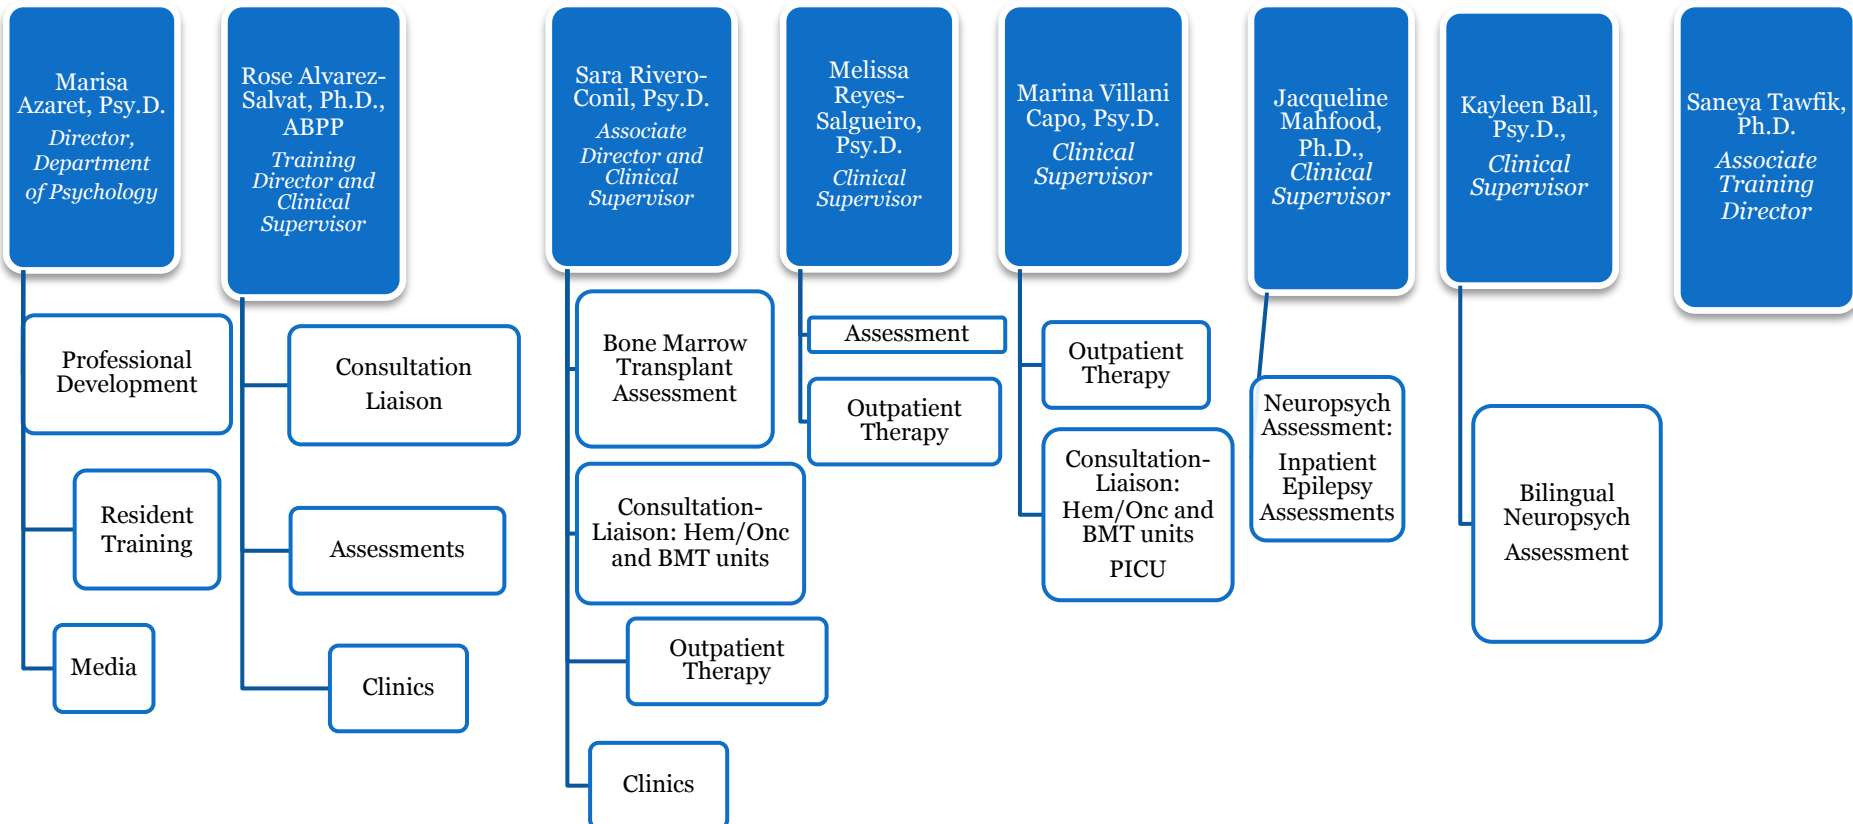 Marisa
Azaret, Psy.D.
Director,
Department
of Psychology
Professional
Development
Resident
Training
Media
Rose Alvarez-
Salvat, Ph.D.,
ABPP
Training
Director and
Clinical
Supervisor
Consultation
Liaison
Assessments
Clinics
Sara Rivero-
Conil, Psy.D.
Associate
Director and
Clinical
Supervisor
Bone Marrow
Transplant
Assessment
Consultation-
Liaison: Hem/Onc
and BMT units
Outpatient
Therapy
Clinics
Melissa
Reyes-
Salgueiro,
Psy.D.
Clinical
Supervisor
Assessment
Outpatient
Therapy
Marina Villani
Capo, Psy.D.
Clinical
Supervisor
Outpatient
Therapy
Consultation-
Liaison:
Hem/Onc and
BMT units
PICU
Jacqueline
Mahfood,
Ph.D.,
Clinical
Supervisor
Neuropsych
Assessment:
Inpatient
Epilepsy
Assessments
Kayleen Ball,
Psy.D.,
Clinical
Supervisor
Bilingual
Neuropsych
Assessment
Saneya Tawfik,
Ph.D.
Associate
Training
Director